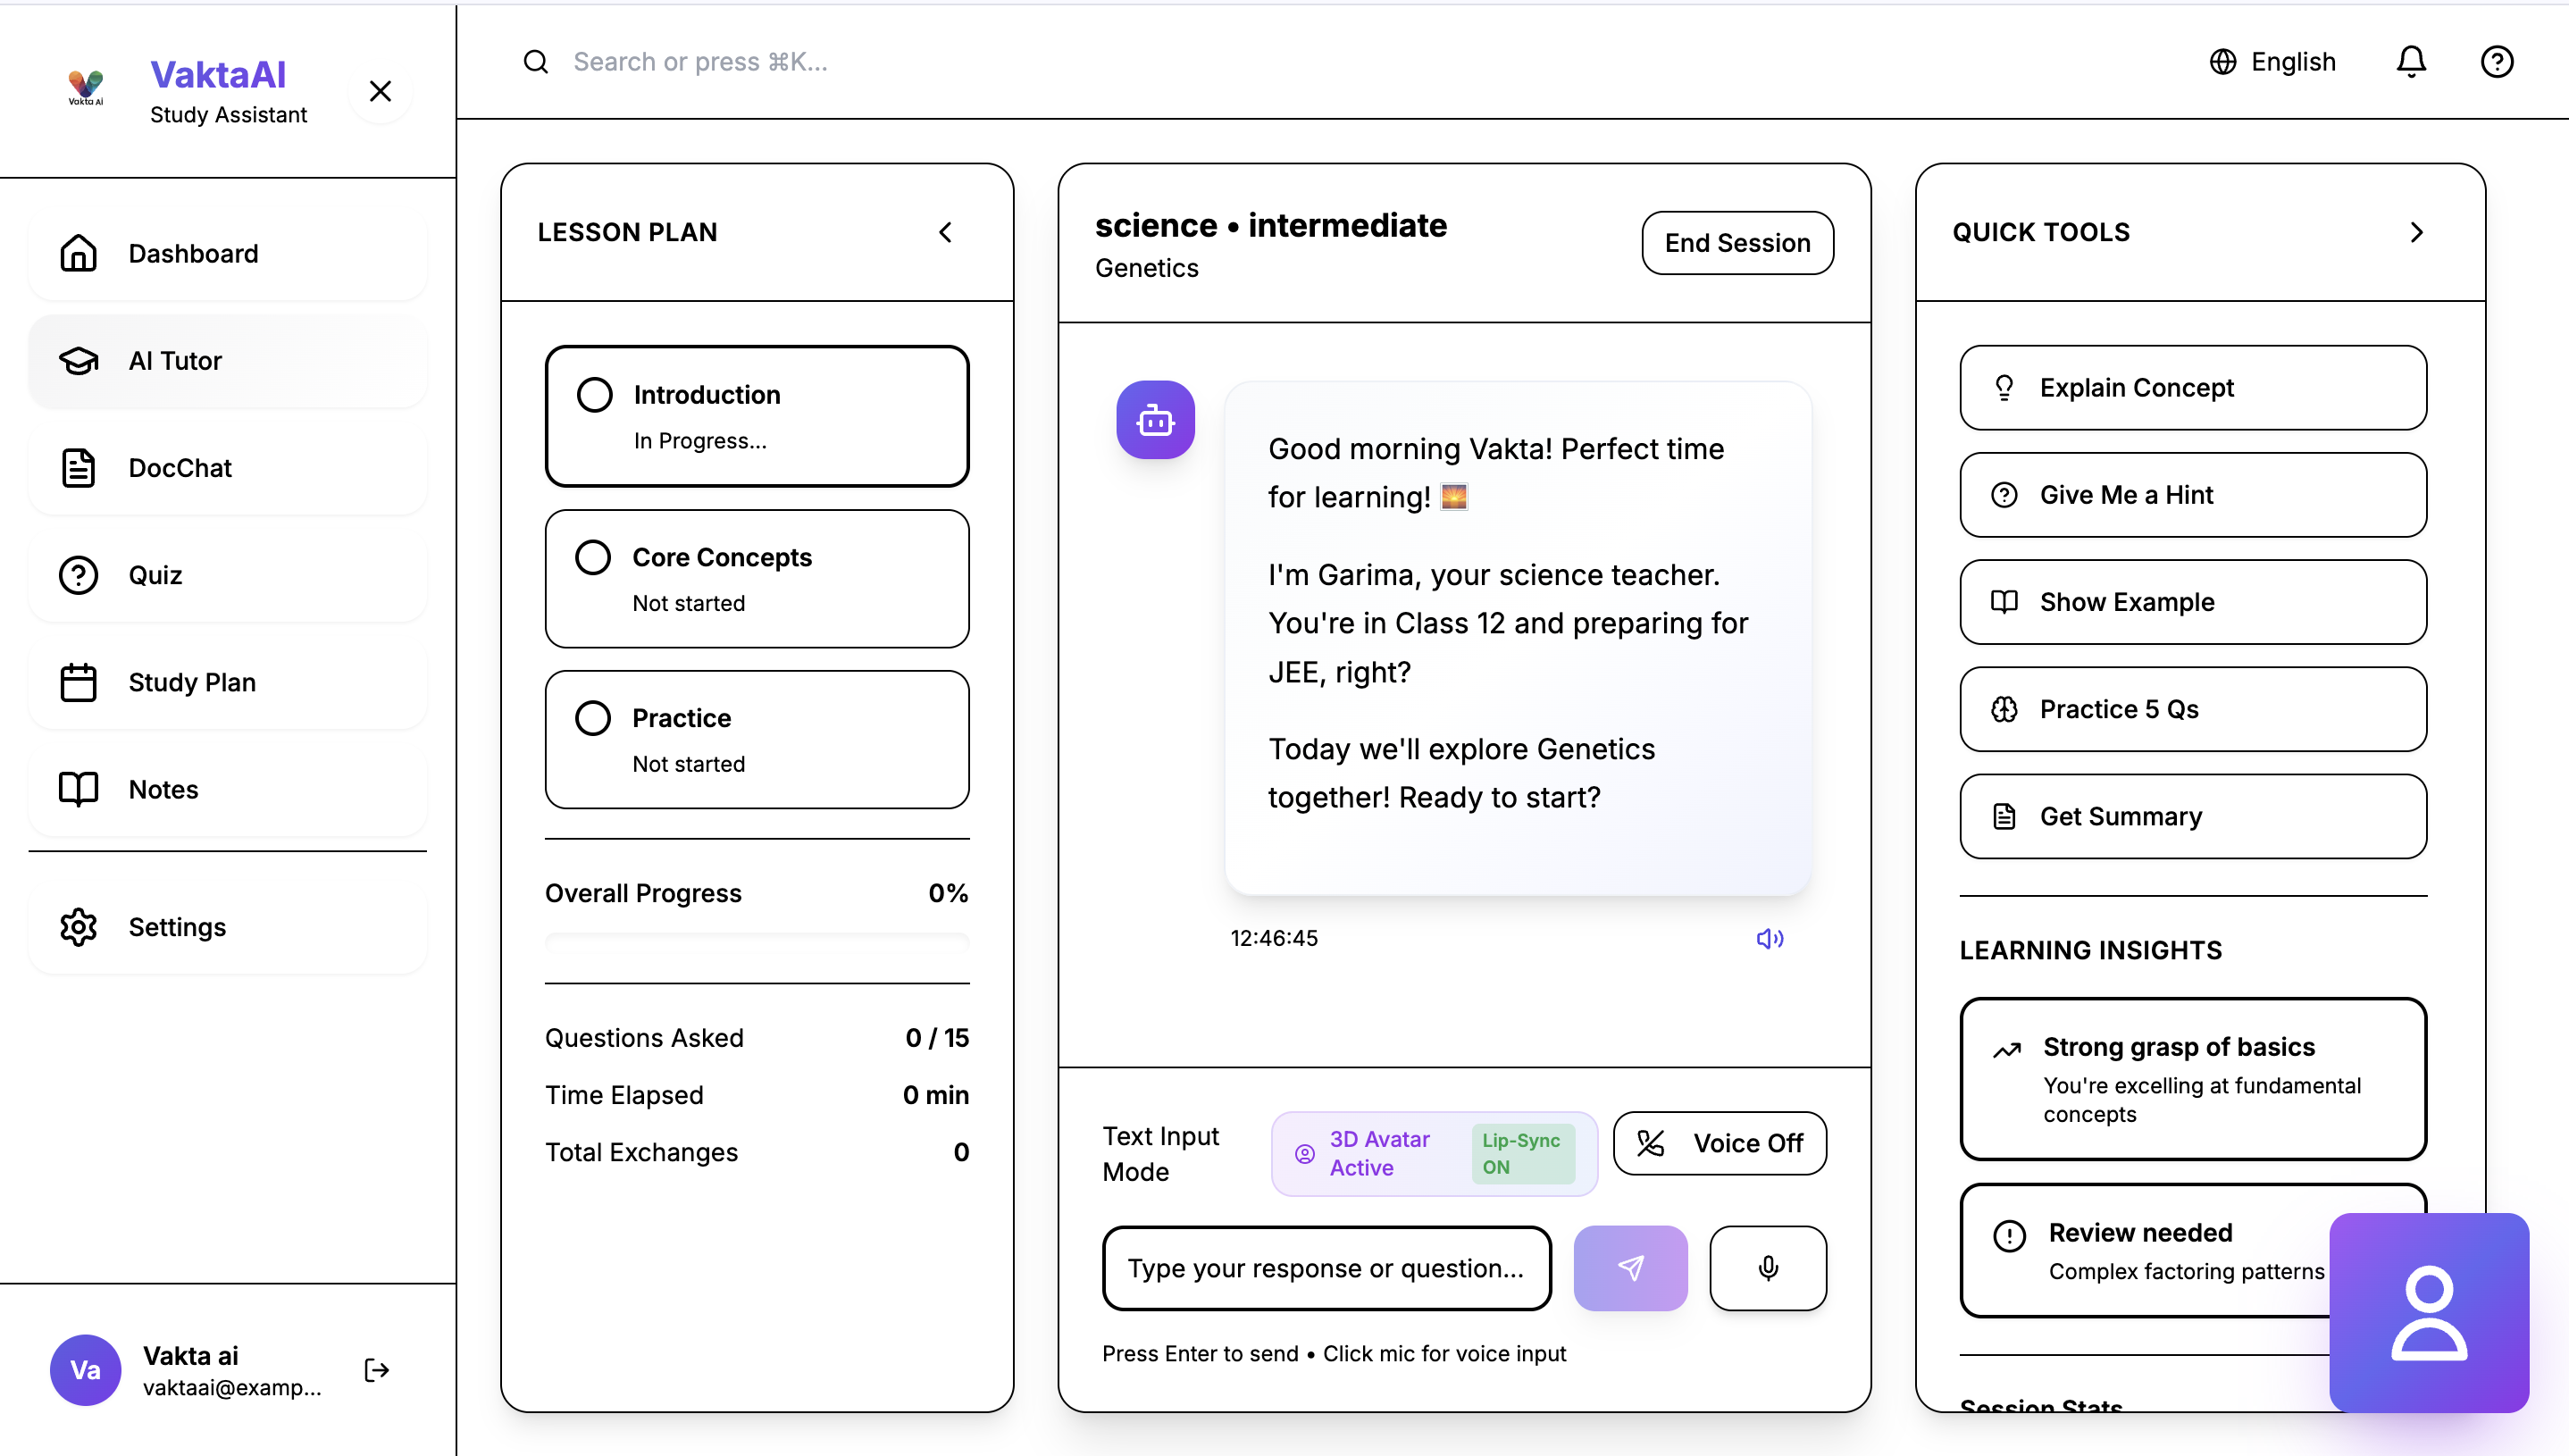 Vakta Ai
VaktaAI
Study Assistant
Dashboard
AI Tutor
DocChat
Quiz
Study Plan
Notes
Settings
Va
Vakta ai
vaktaai@examp...
Search or press ⌘K...
English
LESSON PLAN
Introduction
In Progress...
Core Concepts
Not started
Practice
Not started
Overall Progress 0%
Questions Asked 0 / 15
Time Elapsed 0 min
Total Exchanges 0
science • intermediate
Genetics
End Session
Good morning Vakta! Perfect time
for learning! 🌅
I'm Garima, your science teacher.
You're in Class 12 and preparing for
JEE, right?
Today we'll explore Genetics
together! Ready to start?
12:46:45
Text Input
Mode
3D Avatar
Active
Lip-Sync
ON
Voice Off
Type your response or question...
Press Enter to send • Click mic for voice input
QUICK TOOLS
Explain Concept
Give Me a Hint
Show Example
Practice 5 Qs
Get Summary
LEARNING INSIGHTS
Strong grasp of basics
You're excelling at fundamental
concepts
Review needed
Complex factoring patterns
Session Stats